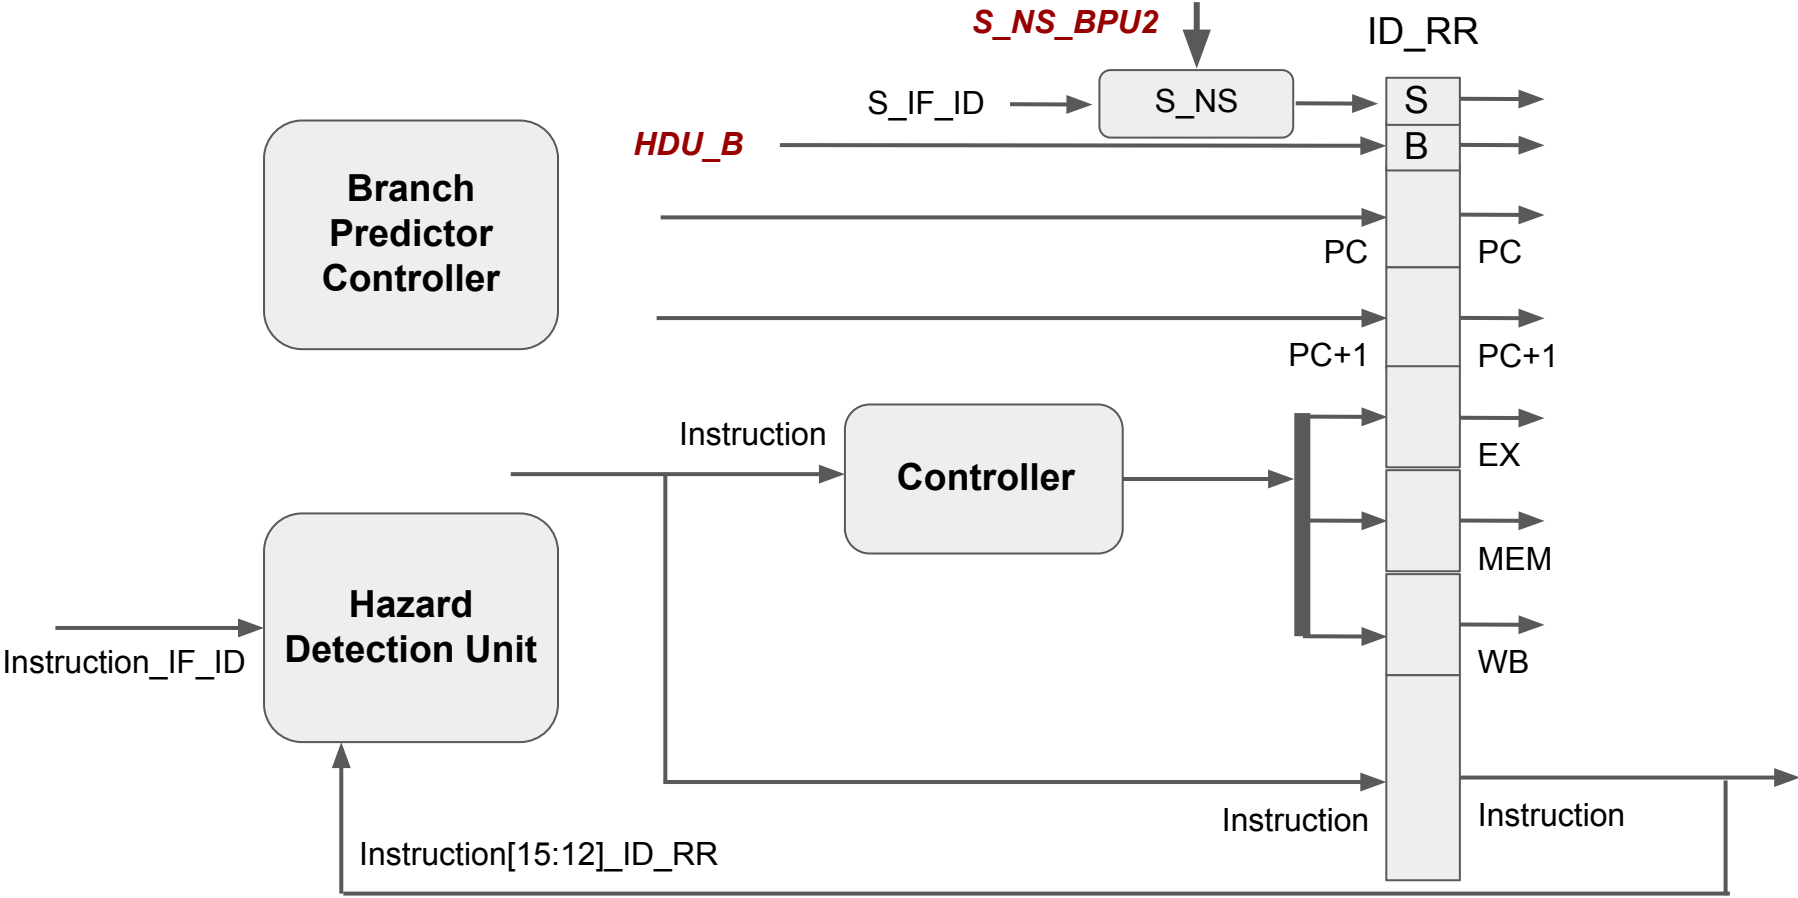 S_NS_BPU2
ID_RR
S_IF_ID
S_NS
S
HDU_B
B
Branch
Predictor
Controller
PC
PC
PC+1
PC+1
Instruction
Controller
EX
MEM
Hazard
Detection Unit
Instruction_IF_ID
WB
Instruction
Instruction
Instruction[15:12]_ID_RR